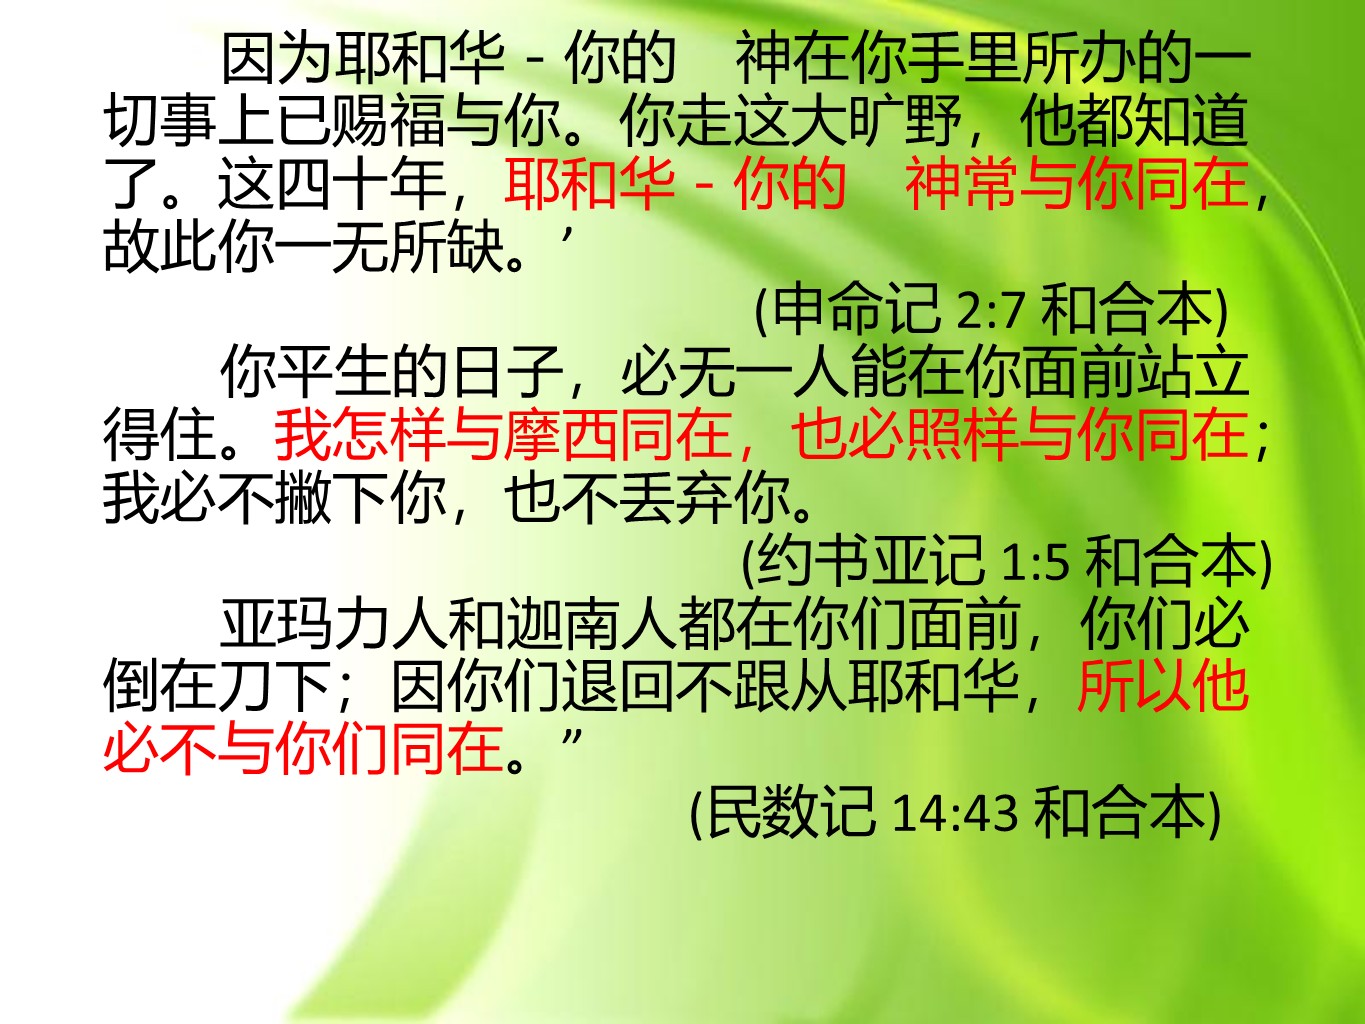 因为耶和华－你的　神在你手里所办的一
切事上已赐福与你。你走这大旷野，他都知道
了。这四十年，耶和华－你的　神常与你同在，
故此你一无所缺。’
(申命记 2:7 和合本)
你平生的日子，必无一人能在你面前站立
得住。我怎样与摩西同在，也必照样与你同在；
我必不撇下你，也不丢弃你。
(约书亚记 1:5 和合本)
亚玛力人和迦南人都在你们面前，你们必
倒在刀下；因你们退回不跟从耶和华，所以他
必不与你们同在。”
(民数记 14:43 和合本)